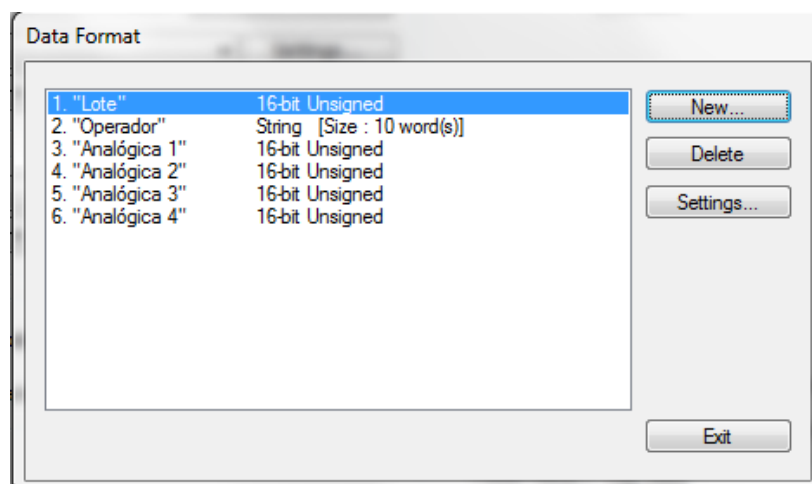 Data Format
1. "Lote" 16-bit Unsigned
2. "Operador" String [Size : 10 word(s)]
3. "Analógica 1" 16-bit Unsigned
4. "Analógica 2" 16-bit Unsigned
5. "Analógica 3" 16-bit Unsigned
6. "Analógica 4" 16-bit Unsigned
New...
Delete
Settings...
Exit